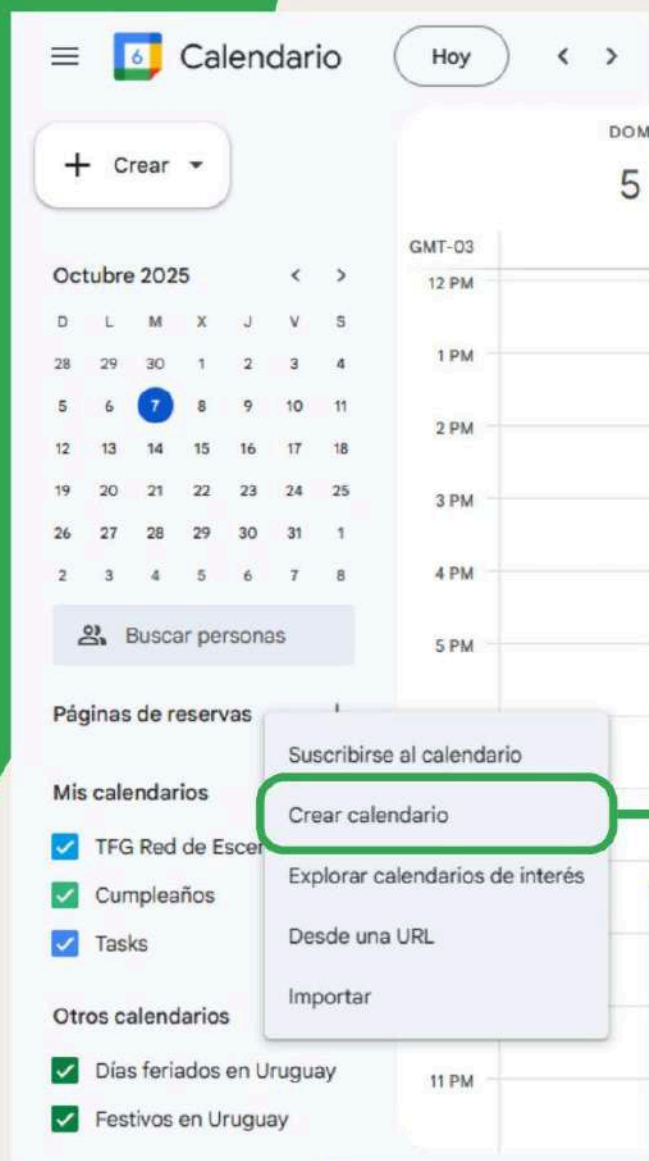 6 Calendario Hoy < >
+ Crear
DOM
5
GMT-03
Octubre 2025 < >
D L M X J V S
28 29 30 1 2 3 4
5 6 7 8 9 10 11
12 13 14 15 16 17 18
19 20 21 22 23 24 25
26 27 28 29 30 31 1
2 3 4 5 6 7 8
Buscar personas
Páginas de reservas
Mis calendarios
TFG Red de
Cumpleaños
Tasks
Otros calendarios
Días feriados en Uruguay
Festivos en Uruguay
Suscribirse al calendario
Crear calendario
Explorar calendarios de interés
Desde una URL
Importar
12 PM
1 PM
2 PM
3 PM
4 PM
5 PM
11 PM